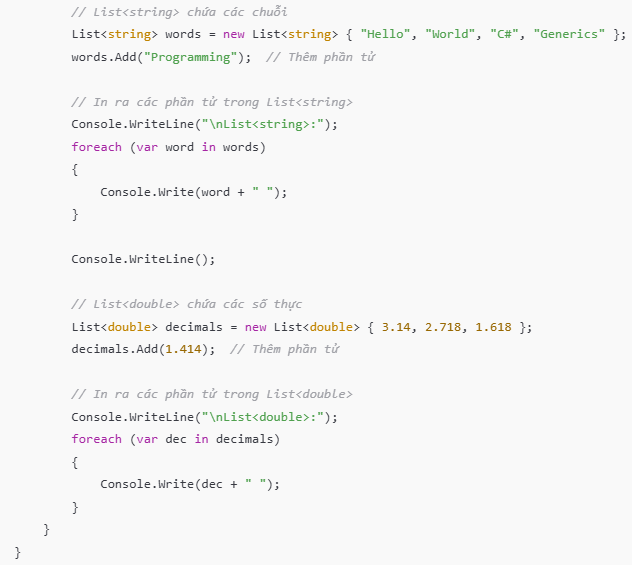 // List<string> chứa các chuỗi
List<string> words = new List<string> { "Hello", "World", "C#", "Generics" };
words.Add("Programming");  // Thêm phần tử
// In ra các phần tử trong List<string>
Console.WriteLine("\nList<string>:");
foreach (var word in words)
{
    Console.Write(word + " ");
}
Console.WriteLine();
// List<double> chứa các số thực
List<double> decimals = new List<double> { 3.14, 2.718, 1.618 };
decimals.Add(1.414);  // Thêm phần tử
// In ra các phần tử trong List<double>
Console.WriteLine("\nList<double>:");
foreach (var dec in decimals)
{
    Console.Write(dec + " ");
}
}
}